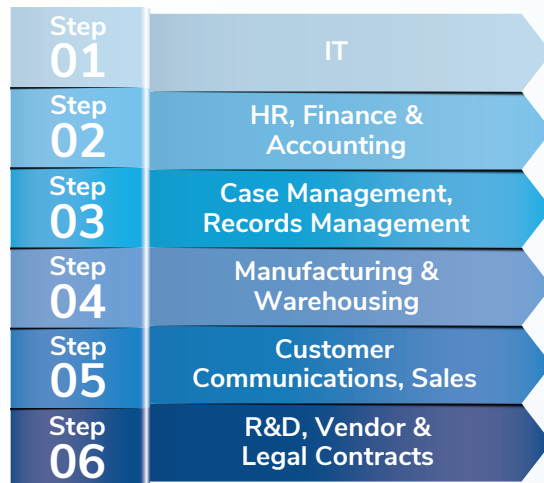 Step
01
IT
Step
02
HR, Finance &
Accounting
Step
03
Case Management,
Records Management
Step
04
Manufacturing &
Warehousing
Step
05
Customer
Communications, Sales
Step
06
R&D, Vendor &
Legal Contracts